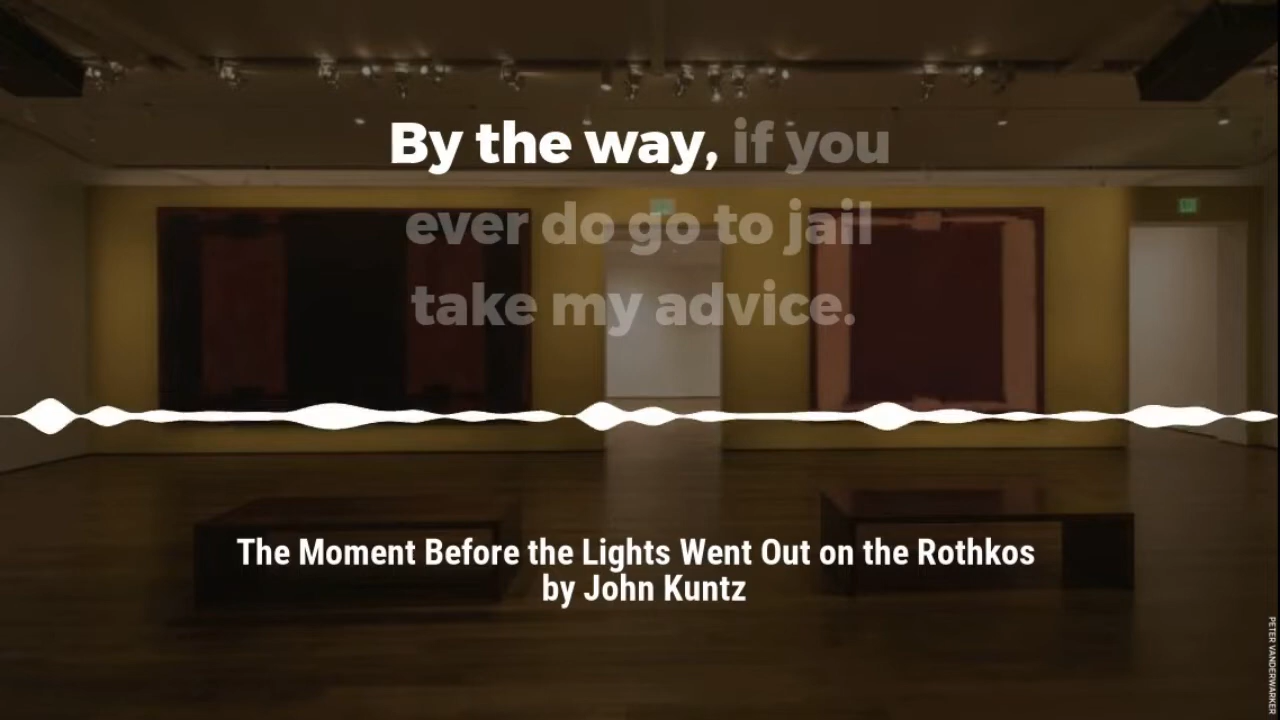 By the way, if you
ever do go to jail
take my advice.
The Moment Before the Lights Went Out on the Rothkos
by John Kuntz
PETER VANDERWARKER